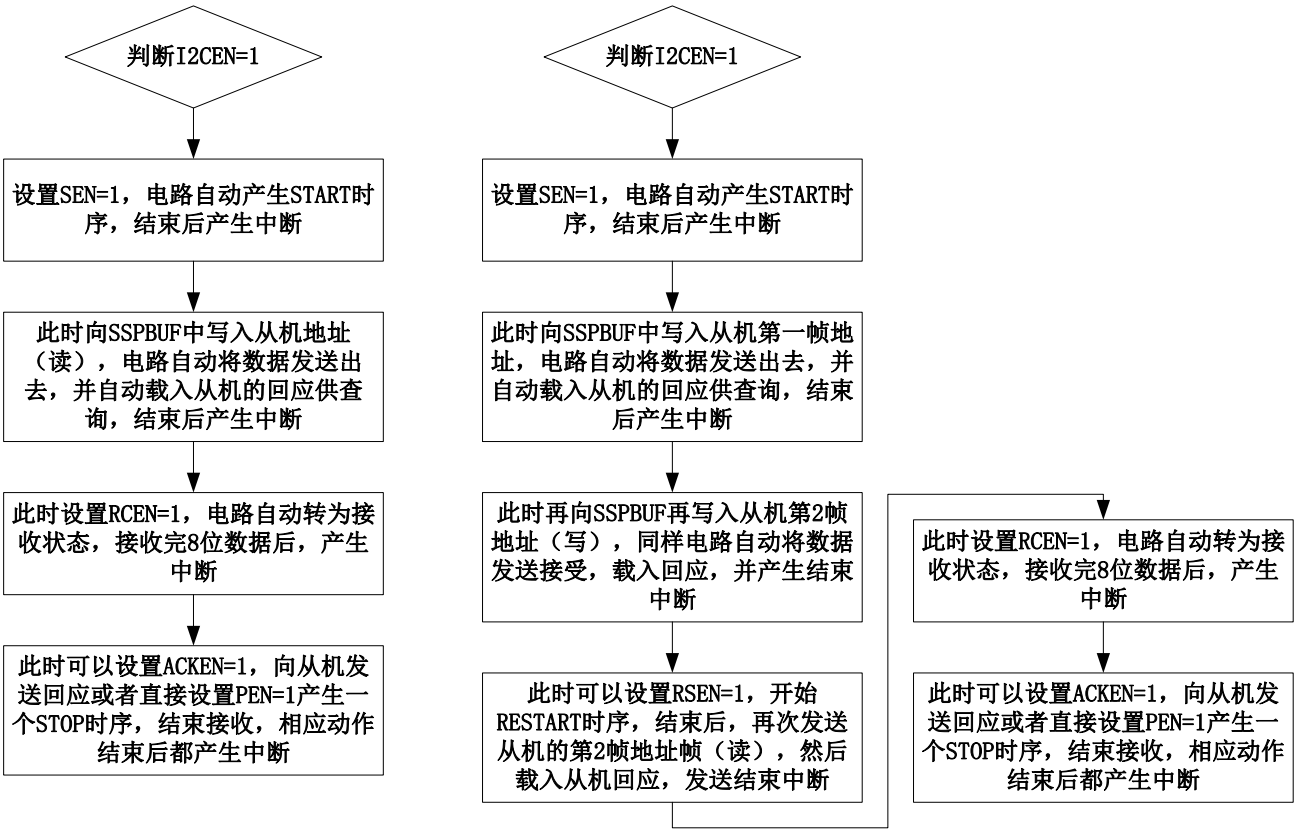 判断I2CEN=1
设置SEN=1，电路自动产生START时
序，结束后产生中断
此时向SSPBUF中写入从机地址
（读），电路自动将数据发送出
去，并自动载入从机的回应供查
询，结束后产生中断
此时设置RCEN=1，电路自动转为接
收状态，接收完8位数据后，产生
中断
此时可以设置ACKEN=1，向从机发
送回应或者直接设置PEN=1产生一
个STOP时序，结束接收，相应动作
结束后都产生中断
判断I2CEN=1
设置SEN=1，电路自动产生START时
序，结束后产生中断
此时向SSPBUF中写入从机第一帧地
址，电路自动将数据发送出去，并
自动载入从机的回应供查询，结束
后产生中断
此时再向SSPBUF再写入从机第2帧
地址（写），同样电路自动将数据
发送接受，载入回应，并产生结束
中断
此时可以设置RSEN=1，开始
RESTART时序，结束后，再次发送
从机的第2帧地址帧（读），然后
载入从机回应，发送结束中断
此时设置RCEN=1，电路自动转为接
收状态，接收完8位数据后，产生
中断
此时可以设置ACKEN=1，向从机发
送回应或者直接设置PEN=1产生一
个STOP时序，结束接收，相应动作
结束后都产生中断